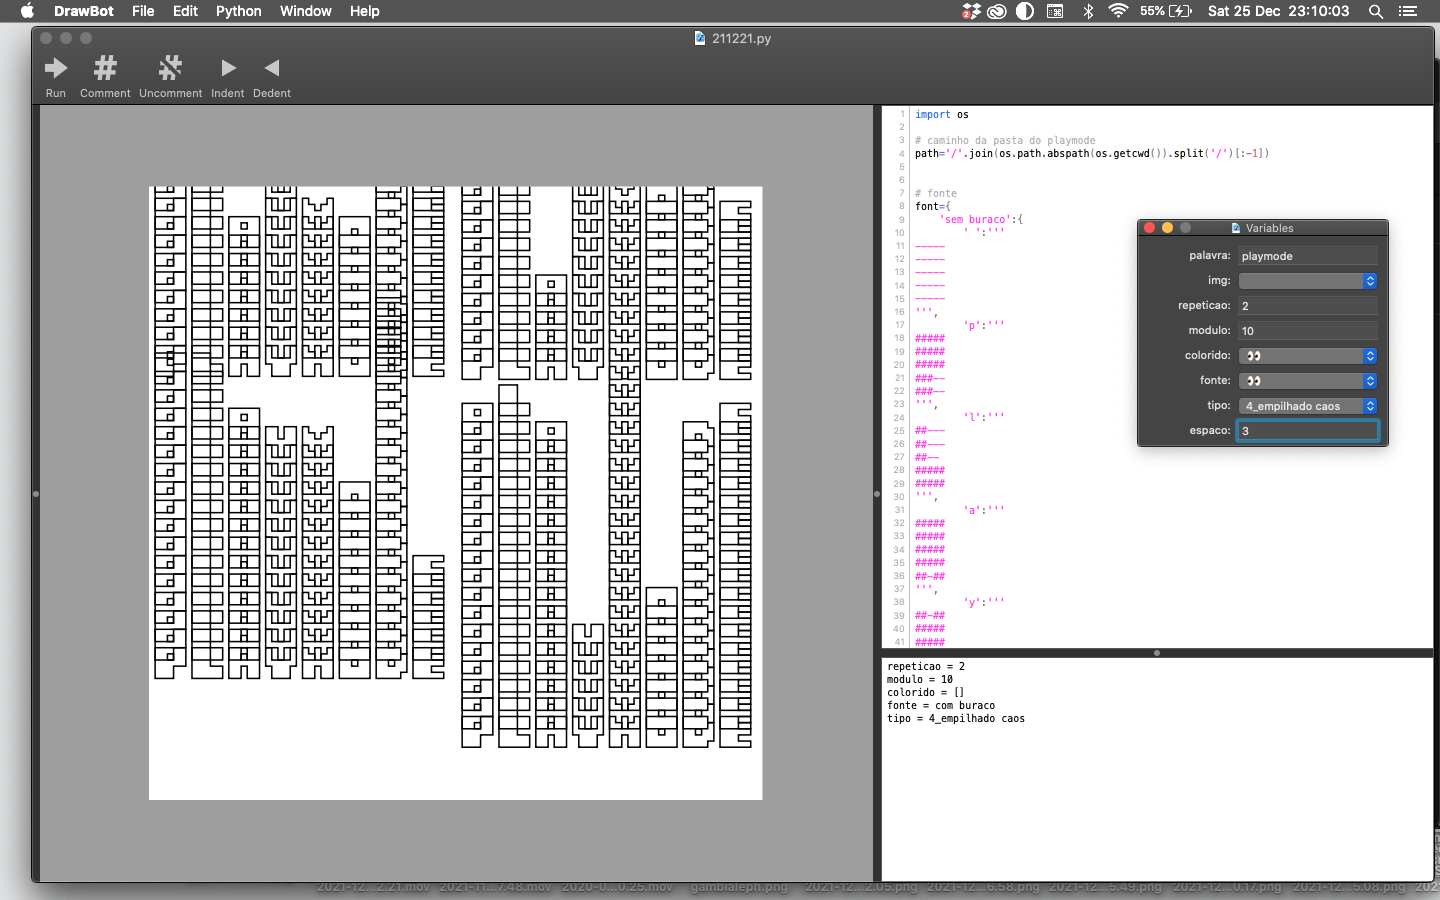 DrawBot File Edit Python Window Help
2
55% Sat 25 Dec 23:10:03
211221.py
Run Comment Uncomment Indent Dedent
1 import os
2
3 # caminho da pasta do playmode
4 path='/'.join(os.path.abspath(os.getcwd()).split('/')[:-1])
5
6
7 # fonte
8 font={
9 'sem buraco':{
10 ' ':'''
11 -----
12 -----
13 -----
14 -----
15 -----
16 ''',
17 'p':'''
18 #####
19 #####
20 #####
21 ###--
22 ###--
23 ''',
24 'l':'''
25 ##---
26 ##---
27 ##--
28 #####
29 #####
30 ''',
31 'a':'''
32 #####
33 #####
34 #####
35 #####
36 ##-##
37 ''',
38 'y':'''
39 ##-##
40 #####
41 #####
Variables
palavra: playmode
img:
repeticao: 2
modulo: 10
colorido: 👀
fonte: 👀
tipo: 4_empilhado caos
espaco: 3
repeticao = 2
modulo = 10
colorido = []
fonte = com buraco
tipo = 4_empilhado caos
P L A Y M O D E P L A Y M O D E
2021-12...2.21.mov 2021-11...7.48.mov 2020-0...0.25.mov gambialeph.png 2021-12...2.05.png 2021-12...6.58.png 2021-12...5.49.png 2021-12...0.17.png 2021-12...5.08.png